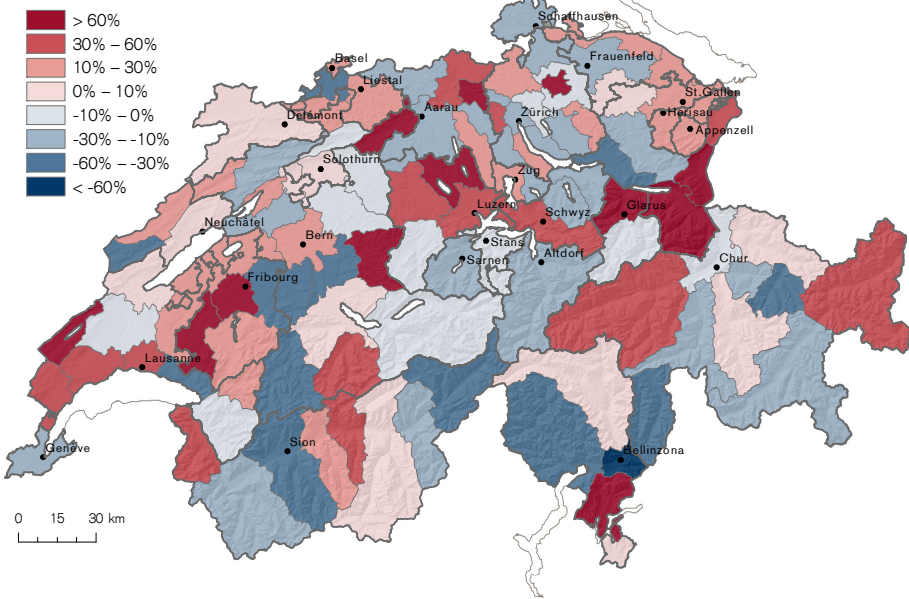 > 60%
30% – 60%
10% – 30%
0% – 10%
-10% – 0%
-30% – -10%
-60% – -30%
< -60%
Schaffhausen
Basel
Frauenfeld
Liestal
St.Gallen
Aarau
Zürich
Herisau
Delémont
Appenzell
Solothurn
Zug
Luzern
Glarus
Schwyz
Neuchâtel
Bern
Stans
Altdorf
Sarnen
Chur
Fribourg
Lausanne
Sion
Genève
Bellinzona
0 15 30 km